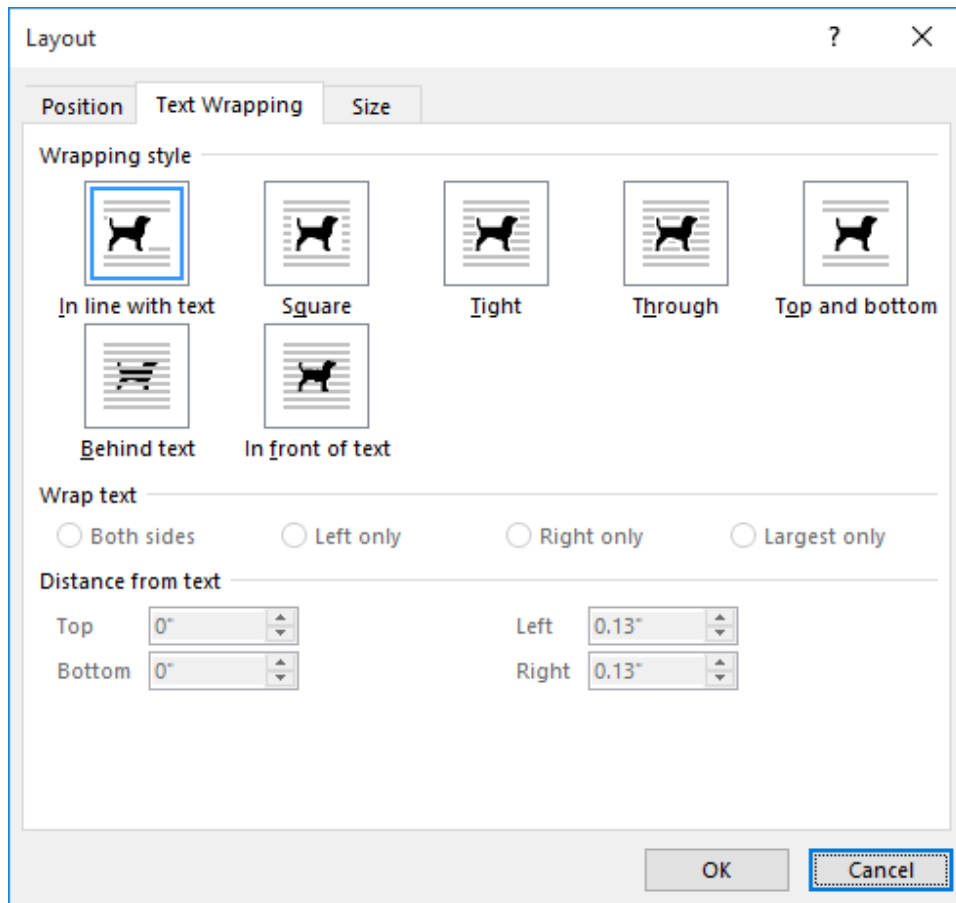 Layout ?
Position Text Wrapping Size
Wrapping style
In line with text Square Tight Through Top and bottom
Behind text In front of text
Wrap text
Both sides Left only Right only Largest only
Distance from text
Top 0" Left 0.13"
Bottom 0" Right 0.13"
OK Cancel